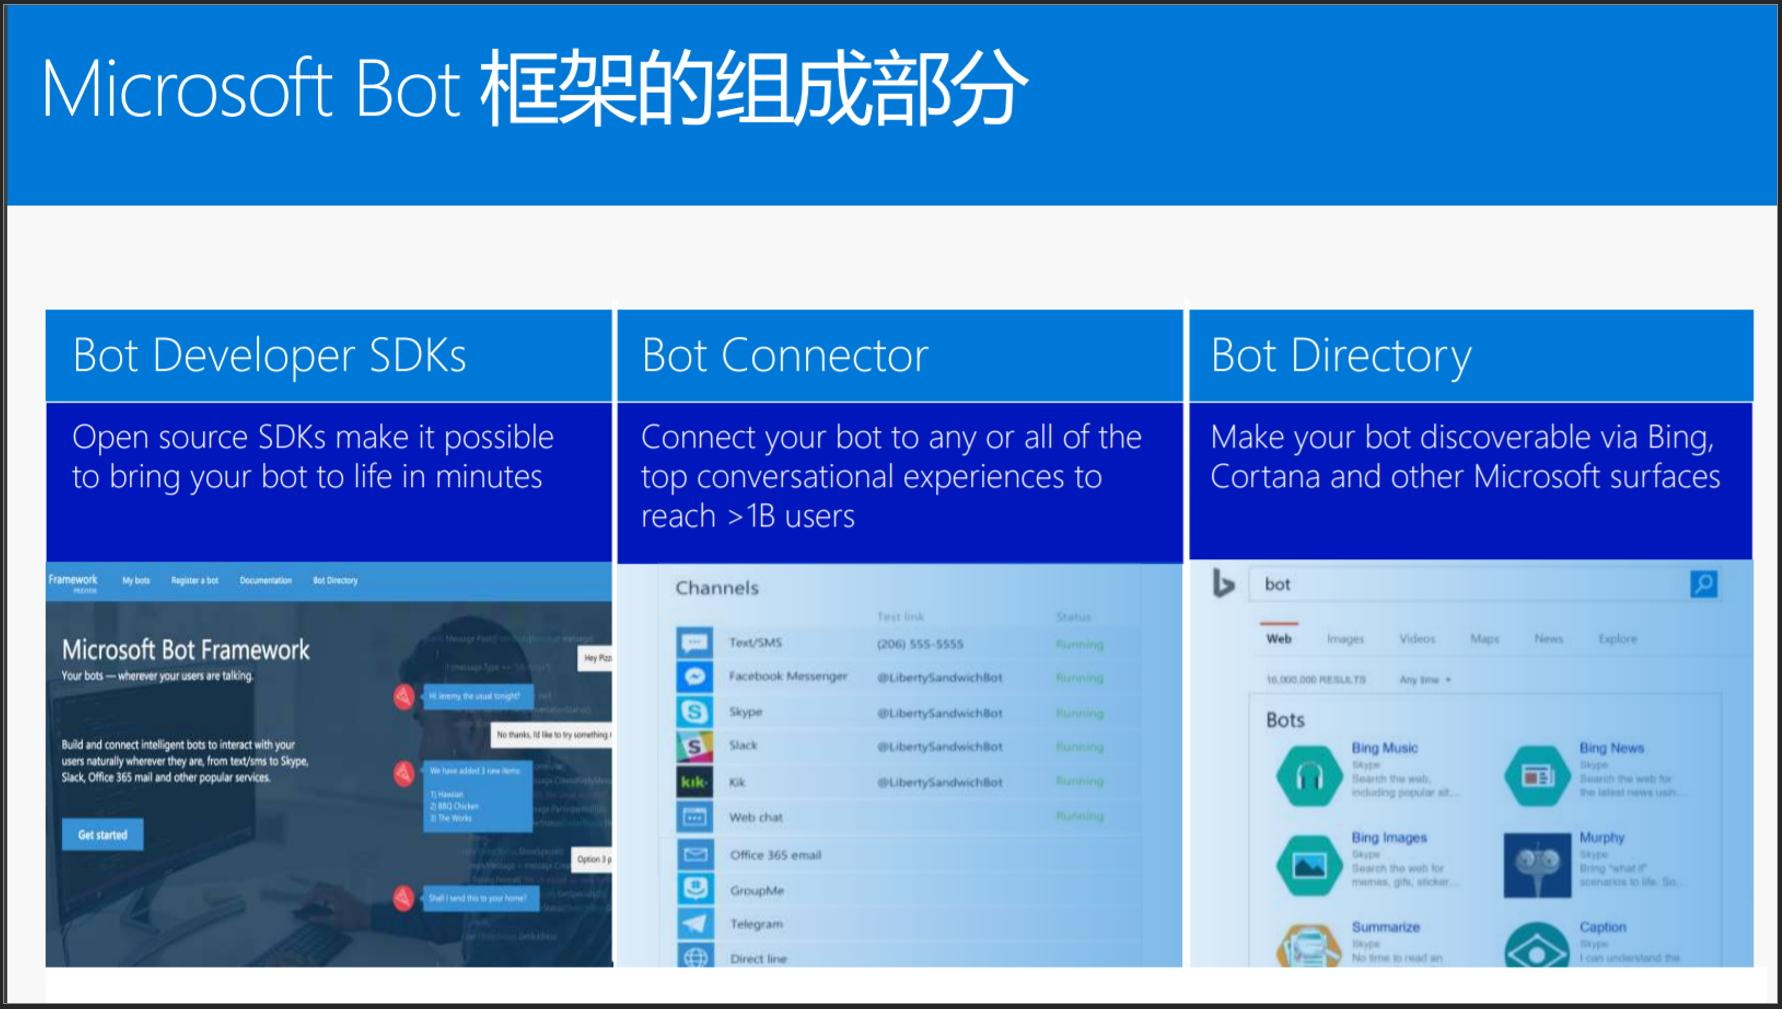 Microsoft Bot 框架的组成部分
Bot Developer SDKs
Open source SDKs make it possible
to bring your bot to life in minutes
Framework
PREVIEW
My bots
Register a bot
Documentation
Bot Directory
Microsoft Bot Framework
Your bots — wherever your users are talking.
Build and connect intelligent bots to interact with your
users naturally wherever they are, from text/sms to Skype,
Slack, Office 365 mail and other popular services.
Get started
Hey Pizz
Hi Jeremy the usual tonight?
No thanks, I'd like to try something
We have added 3 new items:
1) Hawaiian
2) BBQ Chicken
3) The Works
Option 3 p
Shall I send this to your home?
Bot Connector
Connect your bot to any or all of the
top conversational experiences to
reach >1B users
Channels
Test link Status
Text/SMS (206) 555-5555 Running
Facebook Messenger @LibertySandwichBot Running
Skype @LibertySandwichBot Running
Slack @LibertySandwichBot Running
kik· Kik @LibertySandwichBot Running
Web chat Running
Office 365 email
GroupMe
Telegram
Direct line
Bot Directory
Make your bot discoverable via Bing,
Cortana and other Microsoft surfaces
bot
Web Images Videos Maps News Explore
16,000,000 RESULTS Any time
Bots
Bing Music
Skype
Search the web,
including popular sit...
Bing News
Skype
Search the web for
the latest news usin...
Bing Images
Skype
Search the web for
memes, gifs, sticker...
Murphy
Skype
Bring "what if"
scenarios to life. So...
Summarize
Skype
No time to read an
Caption
Skype
I can understand the